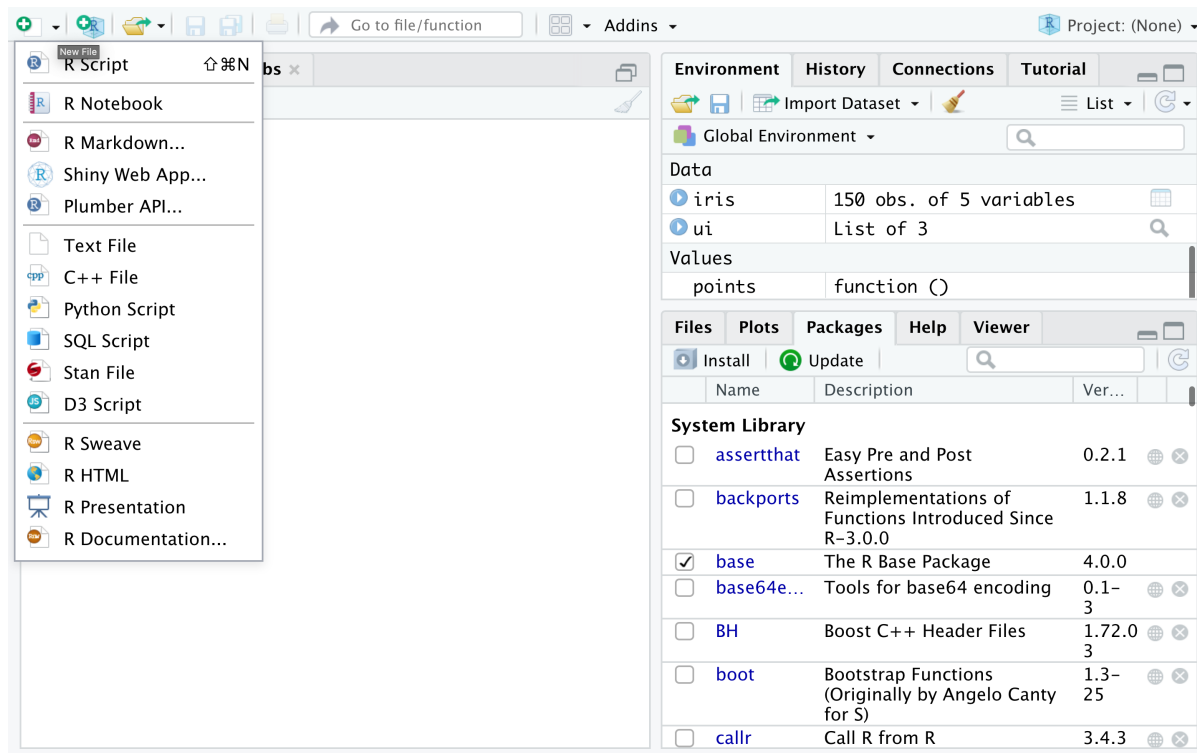 Go to file/function
Addins
Project: (None)
New File
R Script ⇧⌘N
R Notebook
R Markdown...
Shiny Web App...
Plumber API...
Text File
C++ File
Python Script
SQL Script
Stan File
D3 Script
R Sweave
R HTML
R Presentation
R Documentation...
bs
Environment History Connections Tutorial
Import Dataset List
Global Environment
Data
iris 150 obs. of 5 variables
ui List of 3
Values
points function ()
Files Plots Packages Help Viewer
Install Update
Name Description Ver...
System Library
assertthat Easy Pre and Post 0.2.1
Assertions
backports Reimplementations of 1.1.8
Functions Introduced Since
R-3.0.0
base The R Base Package 4.0.0
base64e... Tools for base64 encoding 0.1-
3
BH Boost C++ Header Files 1.72.0
3
boot Bootstrap Functions 1.3-
(Originally by Angelo Canty 25
for S)
callr Call R from R 3.4.3